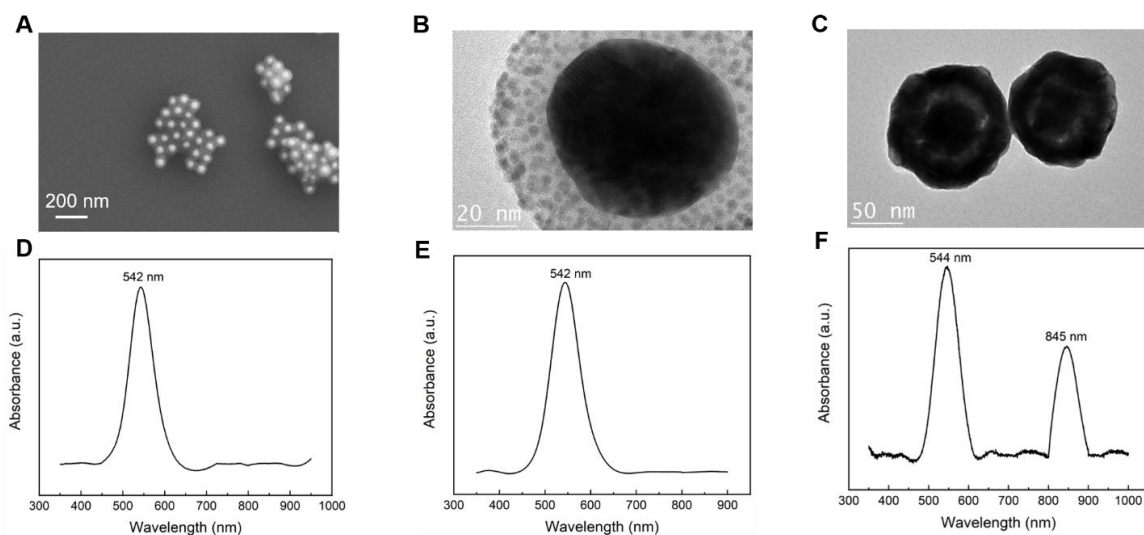 A
B
C
200 nm
20 nm
50 nm
D
E
F
542 nm
542 nm
544 nm
845 nm
Absorbance (a.u.)
Absorbance (a.u.)
Absorbance (a.u.)
300 400 500 600 700 800 900 1000
300 400 500 600 700 800 900
300 400 500 600 700 800 900 1000
Wavelength (nm)
Wavelength (nm)
Wavelength (nm)